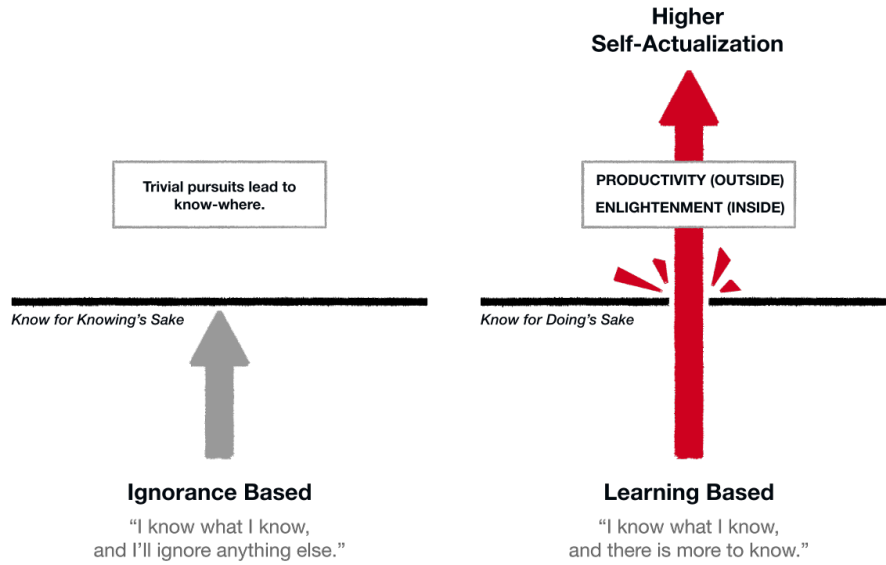 Trivial pursuits lead to
know-where.
Know for Knowing’s Sake
Ignorance Based
“I know what I know,
and I’ll ignore anything else.”
Higher
Self-Actualization
PRODUCTIVITY (OUTSIDE)
ENLIGHTENMENT (INSIDE)
Know for Doing’s Sake
Learning Based
“I know what I know,
and there is more to know.”